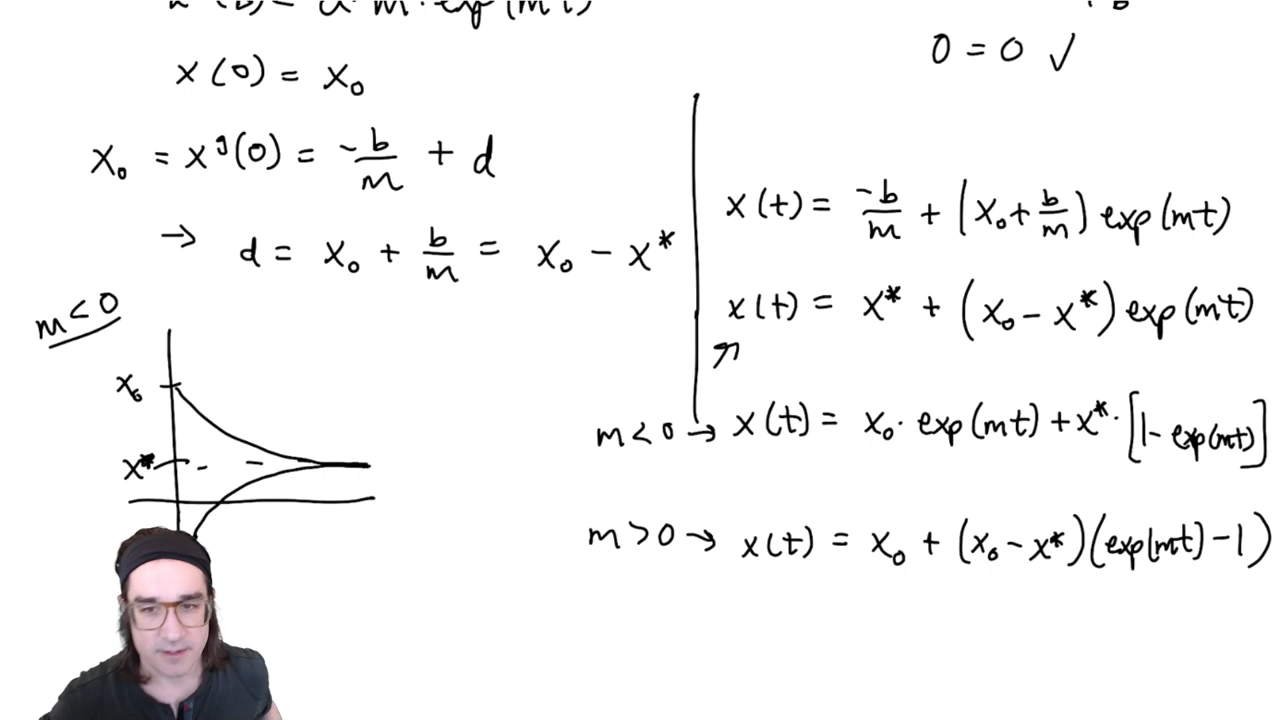 x(0) = x₀
x₀ = xᵍ(0) = -b/m + d
→ d = x₀ + b/m = x₀ - x*
m < 0
x₀
x*
0 = 0 ✓
x(t) = -b/m + (x₀ + b/m) exp(mt)
x(t) = x* + (x₀ - x*) exp(mt)
m < 0 → x(t) = x₀ · exp(mt) + x* · [1 - exp(mt)]
m > 0 → x(t) = x₀ + (x₀ - x*)(exp(mt) - 1)